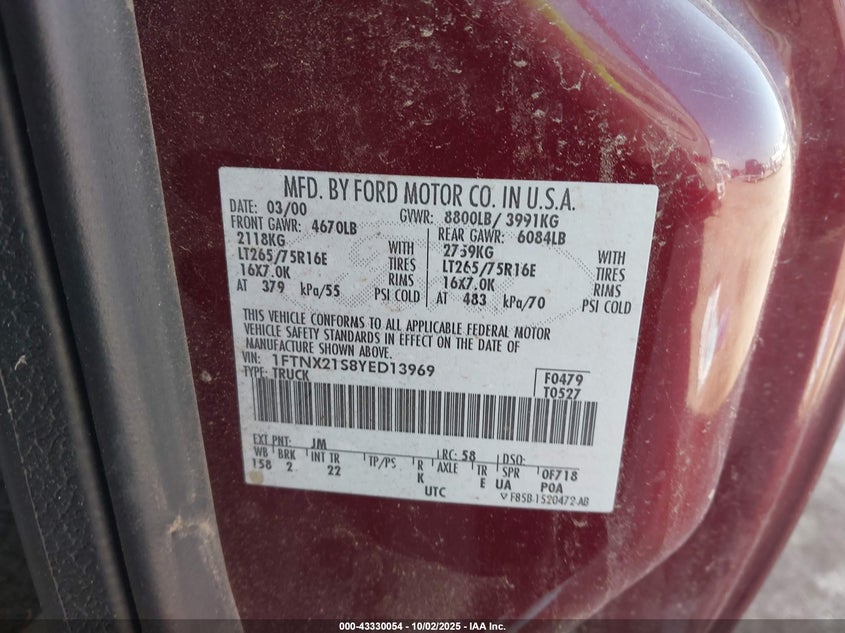 MFD. BY FORD MOTOR CO. IN U.S.A.
DATE: 03/00 GVWR: 8800LB/ 3991KG
FRONT GAWR: 4670LB REAR GAWR: 6084LB
2118KG WITH 2759KG WITH
LT265/75R16E TIRES LT265/75R16E TIRES
16X7.0K RIMS 16X7.0K RIMS
AT 379 kPa/55 PSI COLD AT 483 kPa/70 PSI COLD
THIS VEHICLE CONFORMS TO ALL APPLICABLE FEDERAL MOTOR
VEHICLE SAFETY STANDARDS IN EFFECT ON THE DATE OF
MANUFACTURE SHOWN ABOVE.
VIN: 1FTNX21S8YED13969
TYPE: TRUCK
F0479
T0527
EXT PNT: JM RC: 58 DSO:
WB BRK INT TR TP/PS R AXLE TR SPR 0F718
158 2 22 K E UA POA
UTC
▽ F85B-1520472-AB
000-43330054 - 10/02/2025 - IAA Inc.